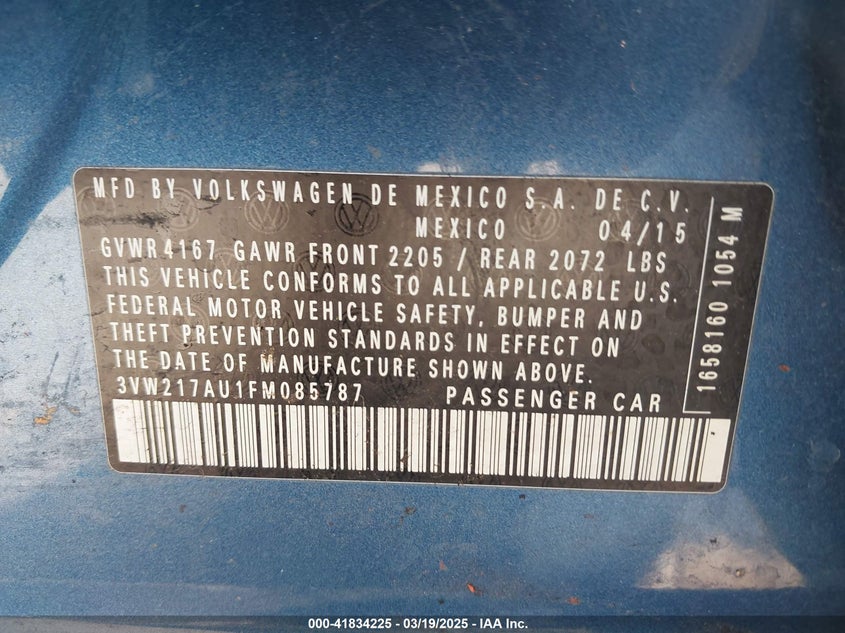 MFD BY VOLKSWAGEN DE MEXICO S.A. DE C.V.
MEXICO 04/15
GVWR 4167 GAWR FRONT 2205 / REAR 2072 LBS
THIS VEHICLE CONFORMS TO ALL APPLICABLE U.S.
FEDERAL MOTOR VEHICLE SAFETY, BUMPER AND
THEFT PREVENTION STANDARDS IN EFFECT ON
THE DATE OF MANUFACTURE SHOWN ABOVE.
3VW217AU1FM085787 PASSENGER CAR
1658160 1054 M
000-41834225 - 03/19/2025 - IAA Inc.